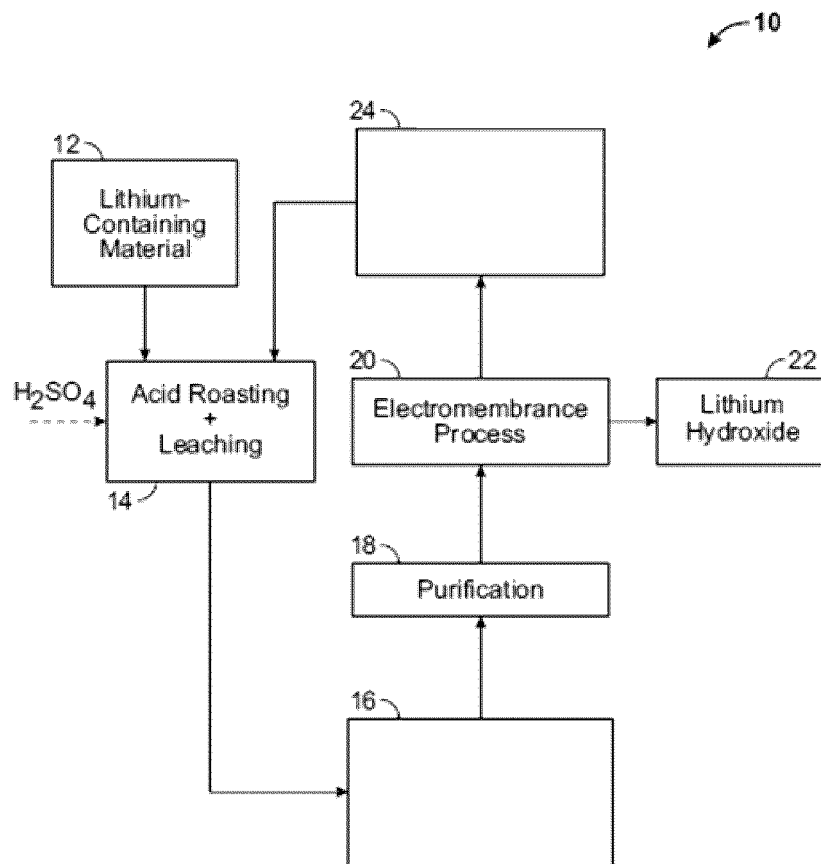 10
24
12
Lithium-
Containing
Material
20
22
H2SO4
Acid Roasting
+
Leaching
Electromembrance
Process
Lithium
Hydroxide
14
18
Purification
16